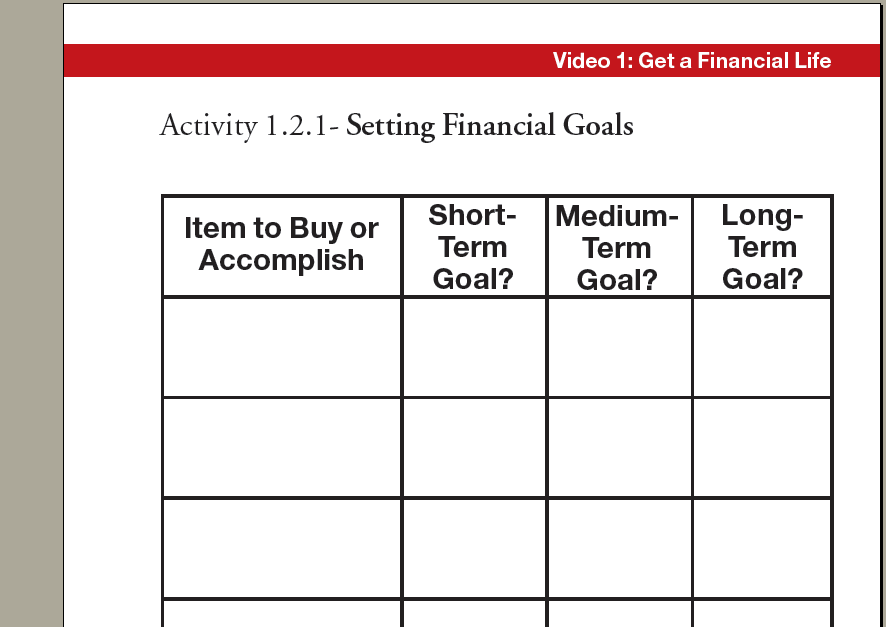 Video 1: Get a Financial Life
Activity 1.2.1- Setting Financial Goals
Item to Buy or
Accomplish
Short-
Term
Goal?
Medium-
Term
Goal?
Long-
Term
Goal?